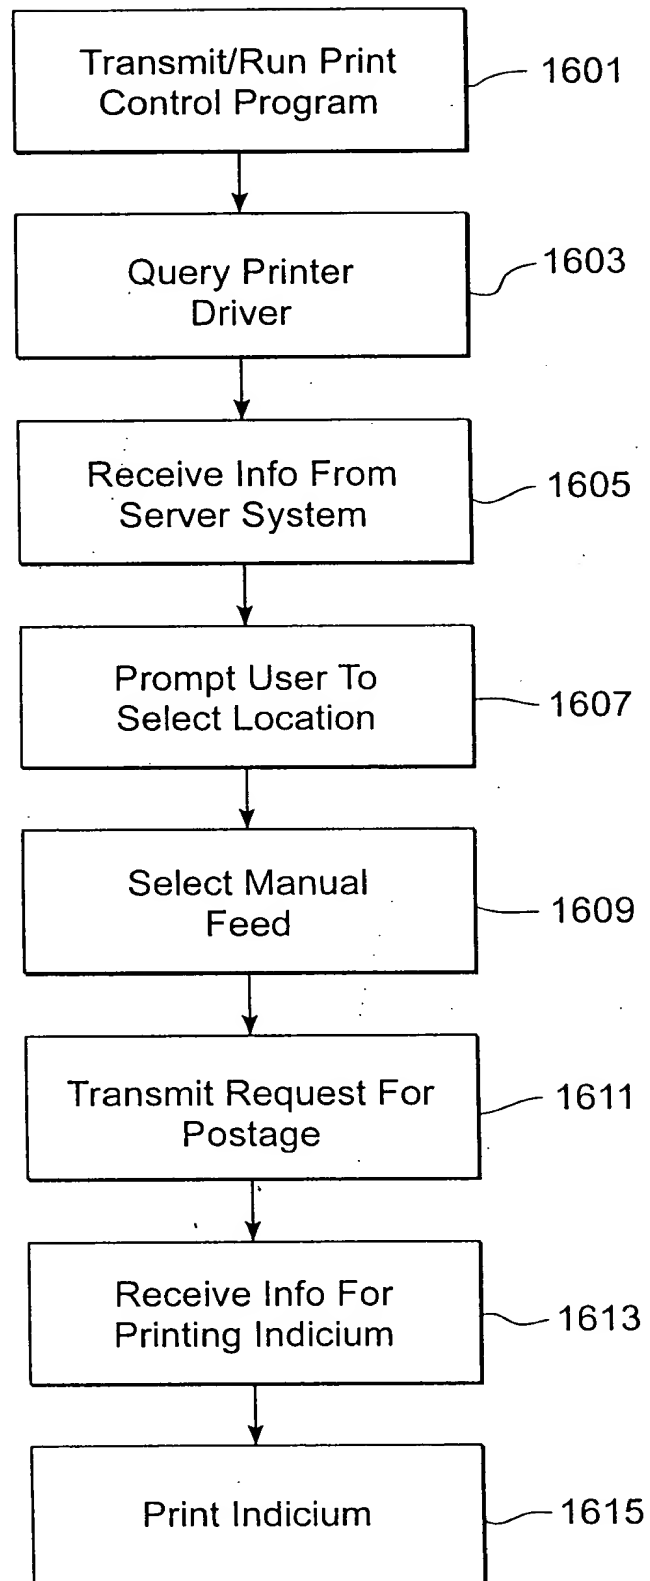 Transmit/Run Print
Control Program
1601
Query Printer
Driver
1603
Receive Info From
Server System
1605
Prompt User To
Select Location
1607
Select Manual
Feed
1609
Transmit Request For
Postage
1611
Receive Info For
Printing Indicium
1613
Print Indicium
1615